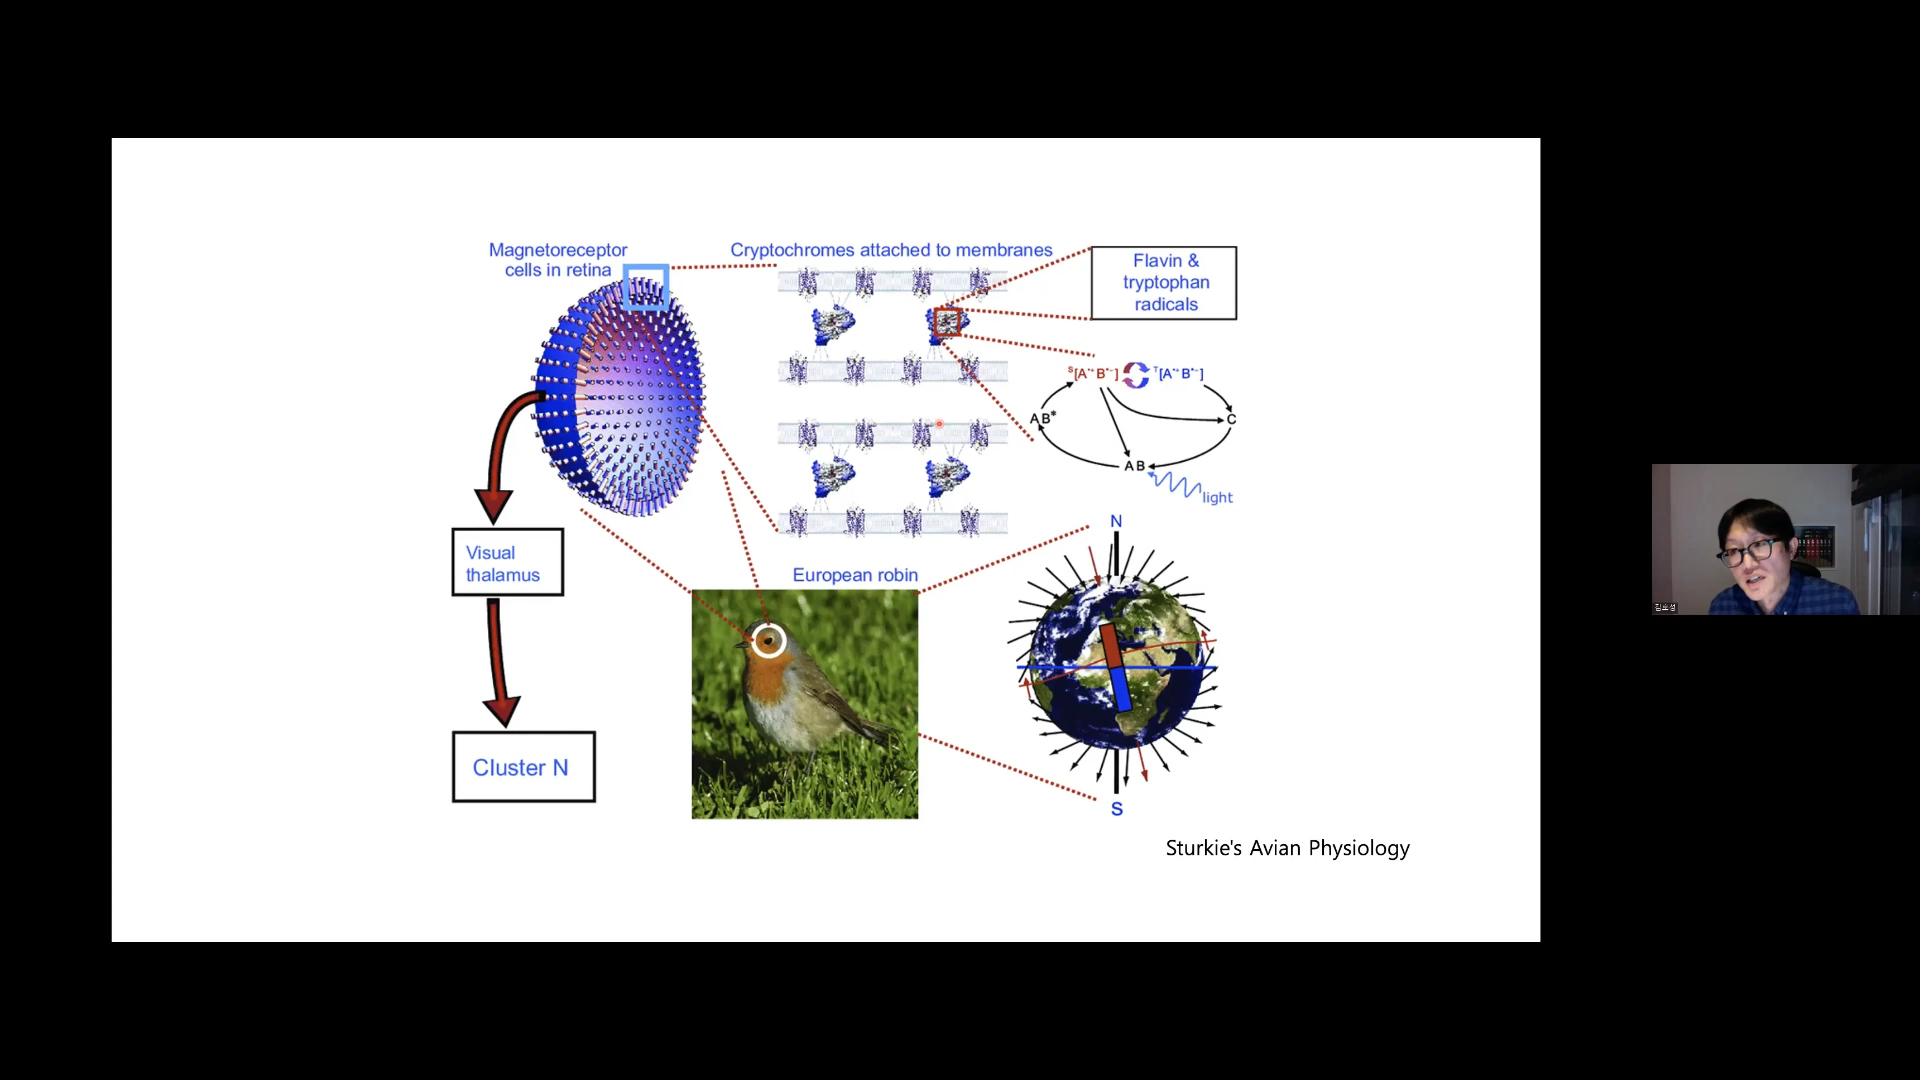 Magnetoreceptor
cells in retina
Cryptochromes attached to membranes
Flavin &
tryptophan
radicals
S[A•+ B•−]
T[A•+ B•−]
AB*
C
AB
light
Visual
thalamus
Cluster N
European robin
N
S
Sturkie's Avian Physiology